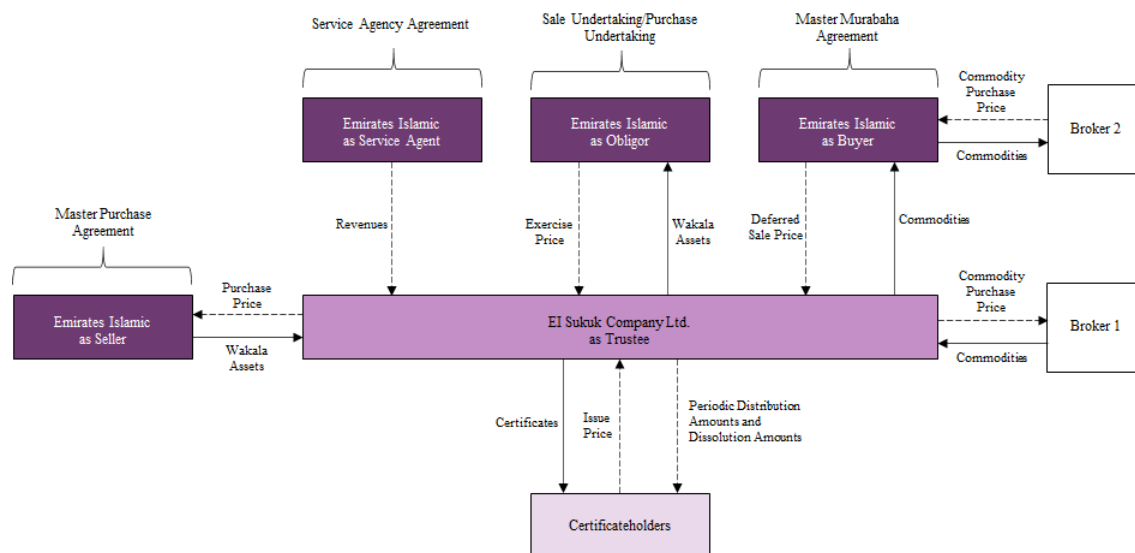 Service Agency Agreement
Sale Undertaking/Purchase
Undertaking
Master Murabaha
Agreement
Emirates Islamic
as Service Agent
Emirates Islamic
as Obligor
Emirates Islamic
as Buyer
Commodity
Purchase
Price
Commodities
Broker 2
Master Purchase
Agreement
Revenues
Exercise
Price
Wakala
Assets
Deferred
Sale Price
Commodities
Emirates Islamic
as Seller
Purchase
Price
Wakala
Assets
EI Sukuk Company Ltd.
as Trustee
Commodity
Purchase
Price
Commodities
Broker 1
Certificates
Issue
Price
Periodic Distribution
Amounts and
Dissolution Amounts
Certificateholders